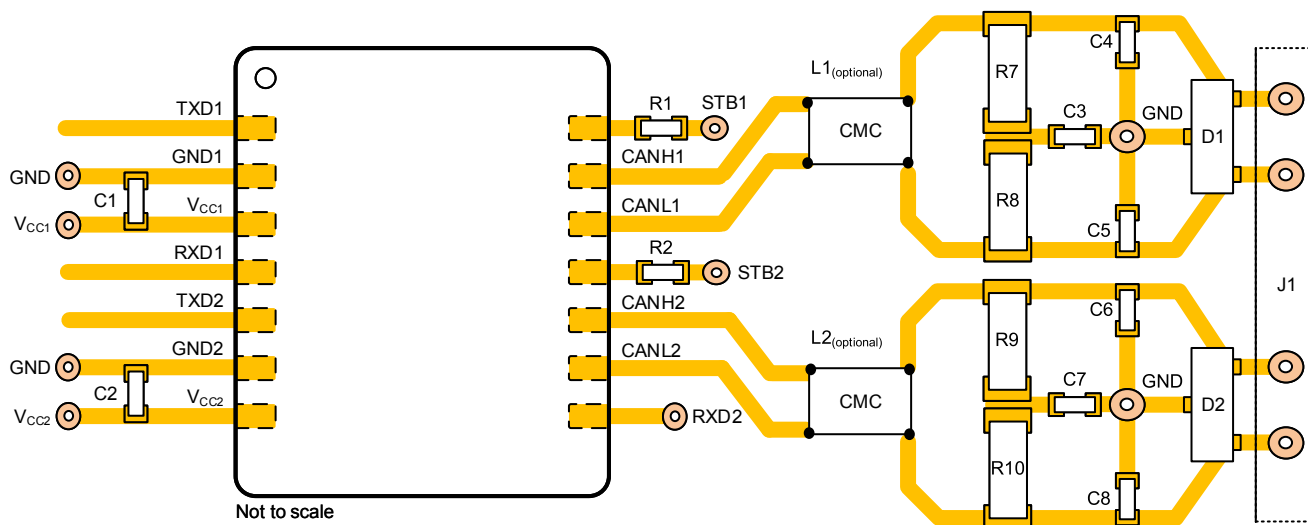 TXD1
GND1
GND
C1
VCC1
VCC1
RXD1
TXD2
GND2
GND
C2
VCC2
VCC2
Not to scale
R1
STB1
CANH1
CANL1
R2
STB2
CANH2
CANL2
RXD2
L1(optional)
CMC
R7
R8
C3
C4
GND
C5
D1
L2(optional)
CMC
R9
R10
C7
C6
GND
C8
D2
J1